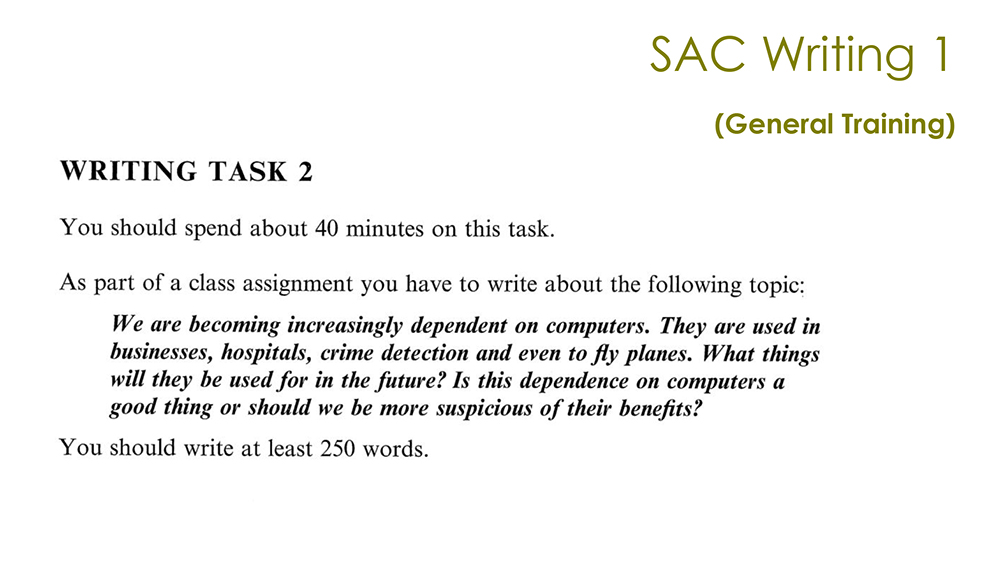 SAC Writing 1
(General Training)
WRITING TASK 2
You should spend about 40 minutes on this task.
As part of a class assignment you have to write about the following topic:
We are becoming increasingly dependent on computers. They are used in
businesses, hospitals, crime detection and even to fly planes. What things
will they be used for in the future? Is this dependence on computers a
good thing or should we be more suspicious of their benefits?
You should write at least 250 words.